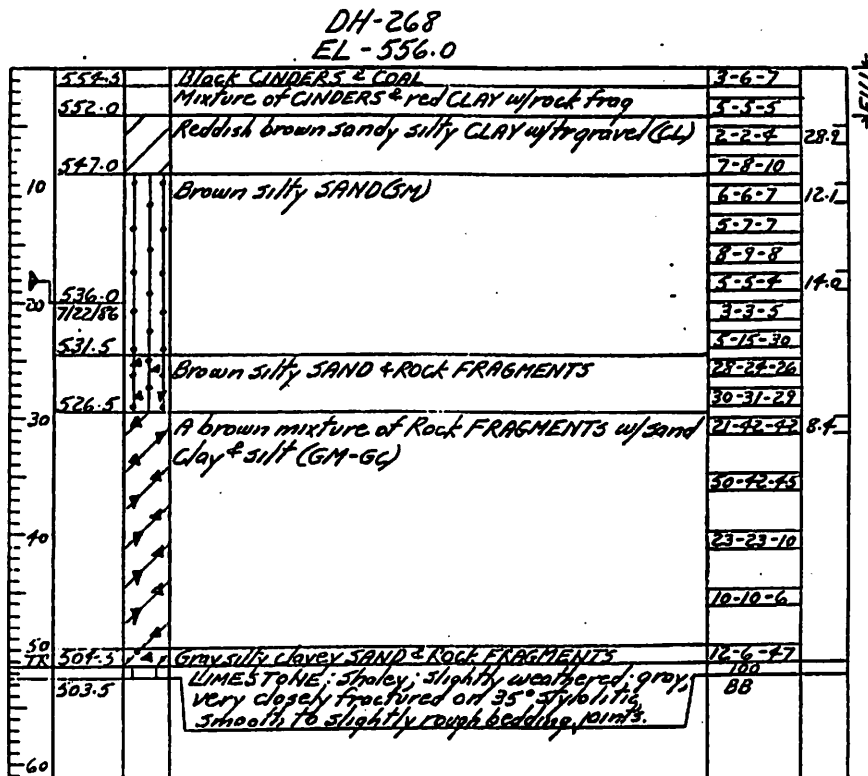 DH-268
EL-556.0
554.5 Black CINDERS & COAL 3-6-7
Mixture of CINDERS & red CLAY w/rock frag
552.0 5-5-5
Reddish brown sandy silty CLAY w/tr gravel (CL) 2-2-4 28.9
547.0 7-8-10
10 Brown silty SAND (SM) 6-6-7 12.1
5-7-7
8-9-8
536.0 5-5-4 14.0
20 7/22/86 3-3-5
531.5 5-15-30
Brown silty SAND & ROCK FRAGMENTS 28-24-26
526.5 30-31-29
30 A brown mixture of Rock FRAGMENTS w/sand 21-42-42 8.4
Clay & silt (GM-GC)
50-42-45
40 23-23-10
10-10-6
50 504.5 Gray silty clayey SAND & ROCK FRAGMENTS 12-6-47
TR 100
503.5 LIMESTONE: Shaley; slightly weathered; gray, BB
very closely fractured on 35° stylolitic,
smooth, to slightly rough bedding joints.
60